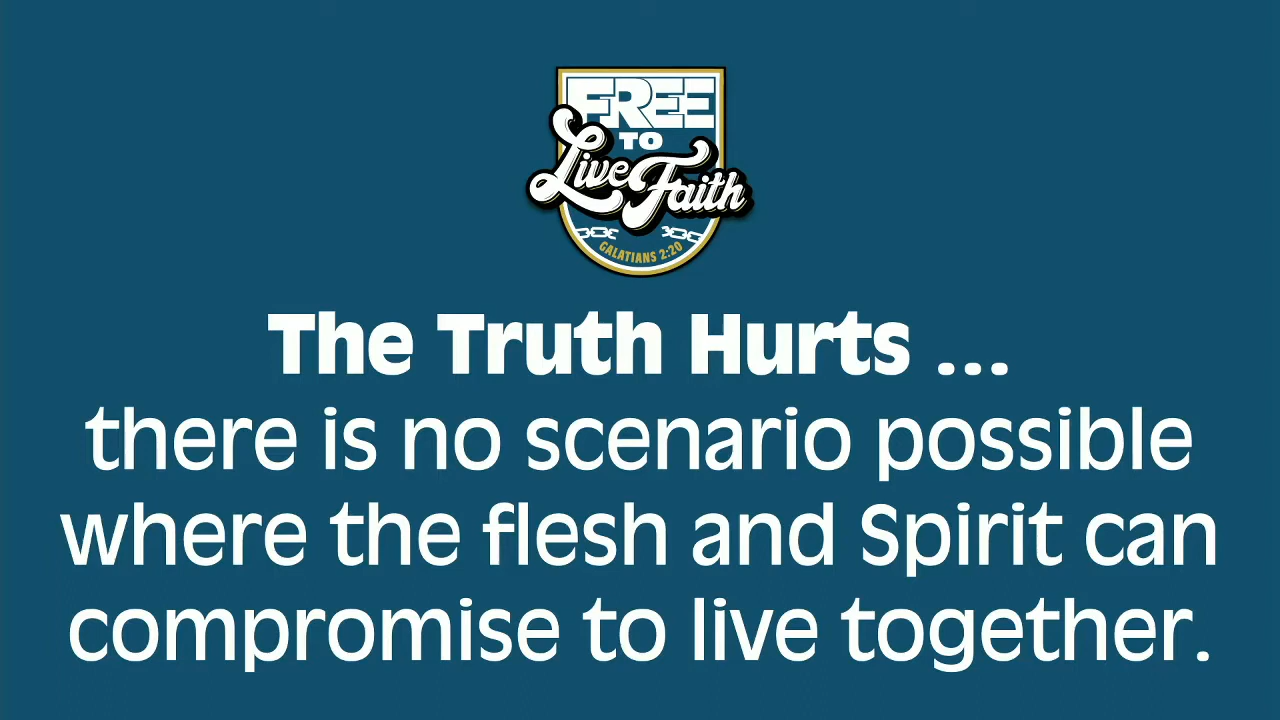 FREE
TO
Live Faith
GALATIANS 2:20
The Truth Hurts ...
there is no scenario possible
where the flesh and Spirit can
compromise to live together.